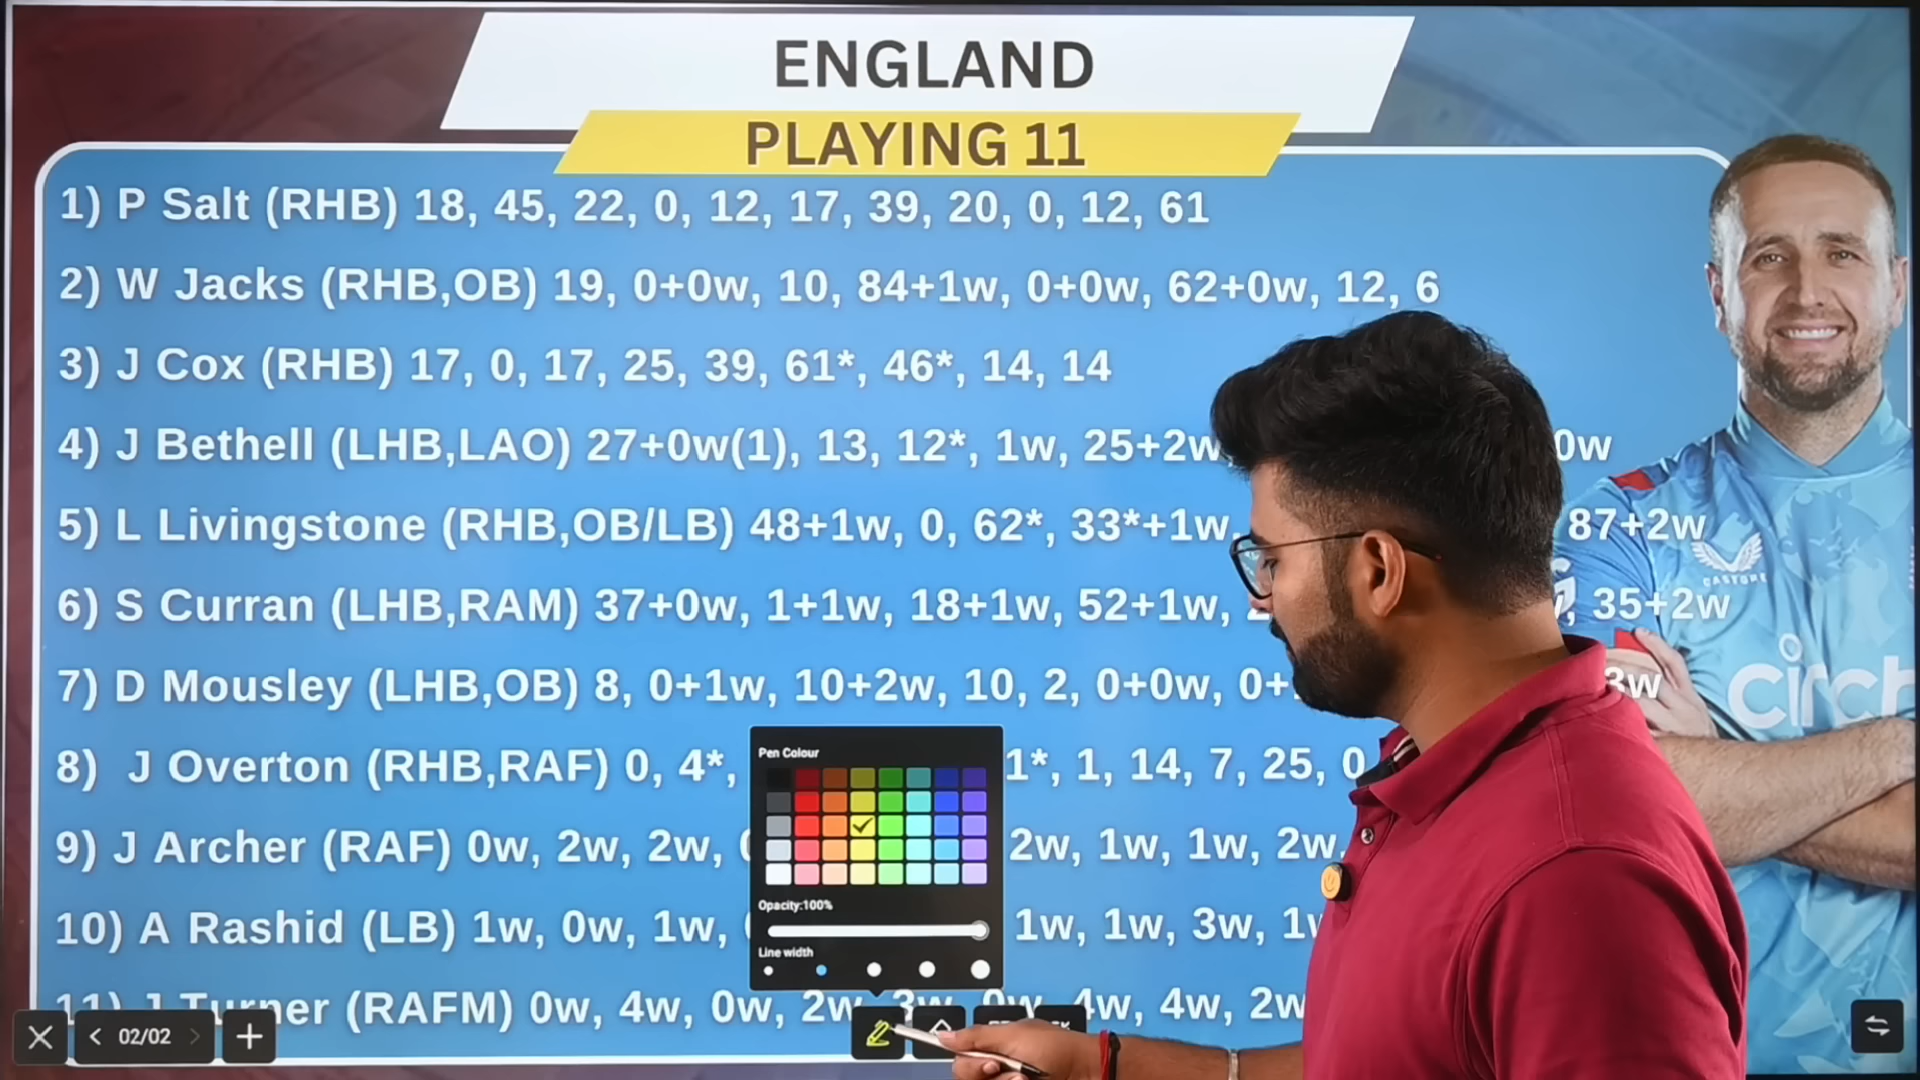 ENGLAND
PLAYING 11
1) P Salt (RHB) 18, 45, 22, 0, 12, 17, 39, 20, 0, 12, 61
2) W Jacks (RHB,OB) 19, 0+0w, 10, 84+1w, 0+0w, 62+0w, 12, 6
3) J Cox (RHB) 17, 0, 17, 25, 39, 61*, 46*, 14, 14
4) J Bethell (LHB,LAO) 27+0w(1), 13, 12*, 1w, 25+2w 0w
5) L Livingstone (RHB,OB/LB) 48+1w, 0, 62*, 33*+1w, 87+2w
6) S Curran (LHB,RAM) 37+0w, 1+1w, 18+1w, 52+1w, 35+2w
7) D Mousley (LHB,OB) 8, 0+1w, 10+2w, 10, 2, 0+0w, 3w
8) J Overton (RHB,RAF) 0, 4*, 1*, 1, 14, 7, 25, 0
9) J Archer (RAF) 0w, 2w, 2w, 2w, 1w, 1w, 2w
10) A Rashid (LB) 1w, 0w, 1w, 1w, 1w, 3w,
11) J Turner (RAFM) 0w, 4w, 0w, 2w, 3w, 0w, 4w, 4w, 2w
Pen Colour
Opacity:100%
Line width
02/02
CASTORE